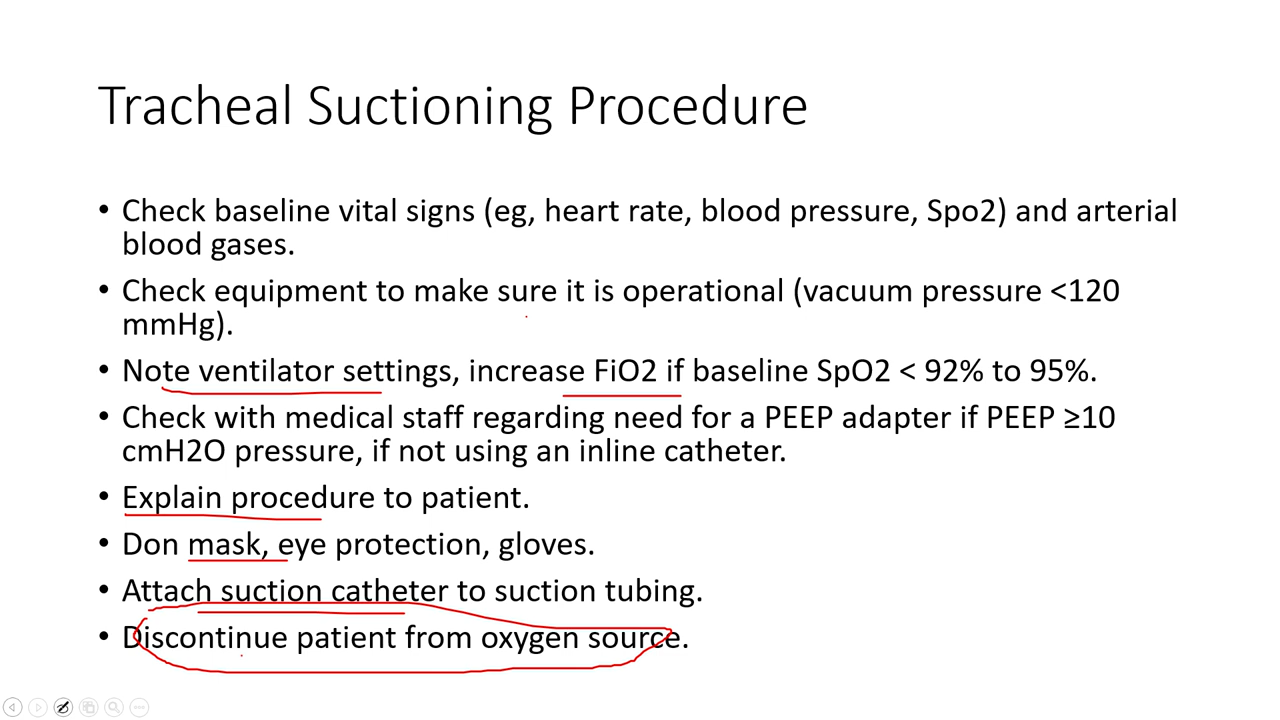 Tracheal Suctioning Procedure
• Check baseline vital signs (eg, heart rate, blood pressure, Spo2) and arterial
blood gases.
• Check equipment to make sure it is operational (vacuum pressure <120
mmHg).
• Note ventilator settings, increase FiO2 if baseline SpO2 < 92% to 95%.
• Check with medical staff regarding need for a PEEP adapter if PEEP ≥10
cmH2O pressure, if not using an inline catheter.
• Explain procedure to patient.
• Don mask, eye protection, gloves.
• Attach suction catheter to suction tubing.
• Discontinue patient from oxygen source.